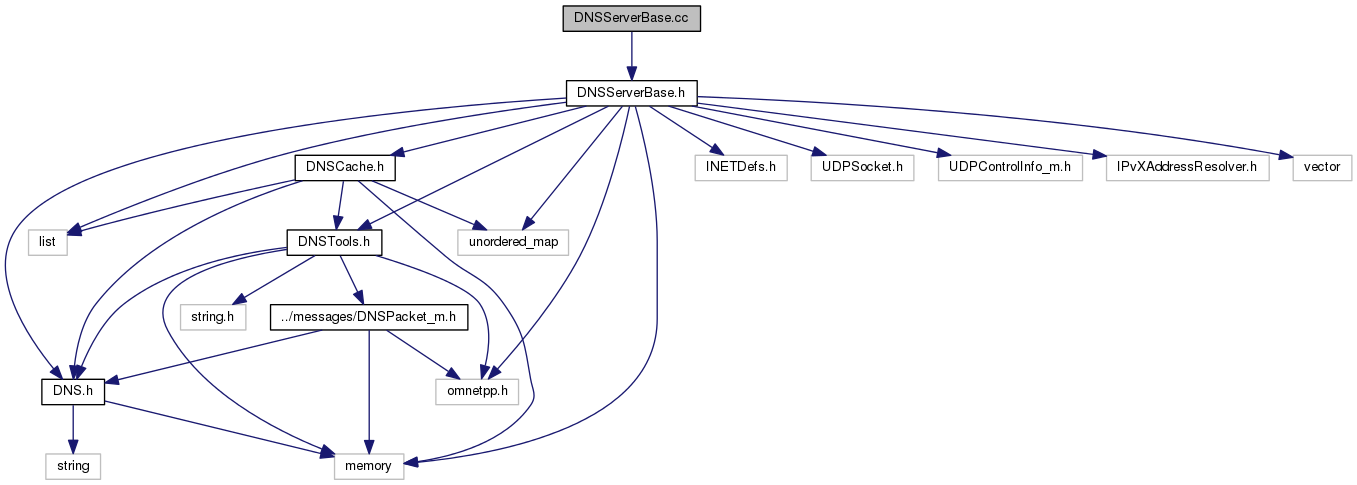 DNSServerBase.cc
DNSServerBase.h
DNSCache.h
INETDefs.h
UDPSocket.h
UDPControlInfo_m.h
IPvXAddressResolver.h
vector
list
DNSTools.h
unordered_map
string.h
../messages/DNSPacket_m.h
DNS.h
omnetpp.h
string
memory